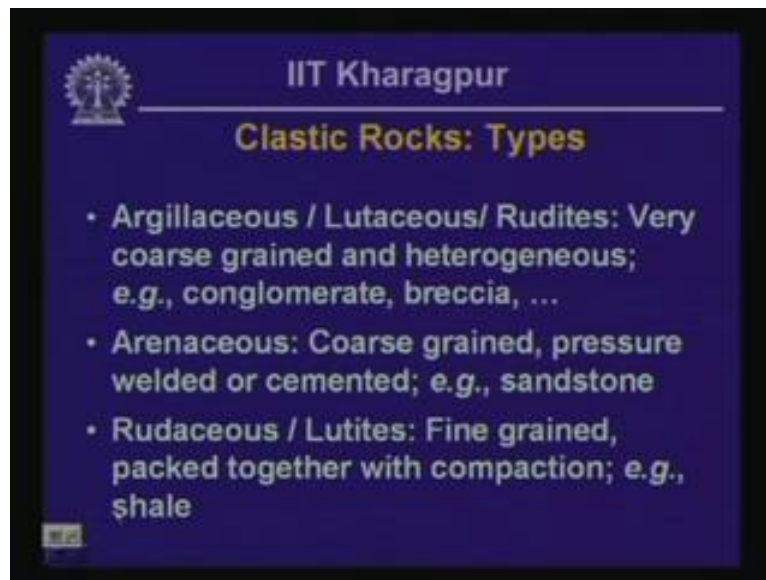 IIT Kharagpur
Clastic Rocks: Types
• Argillaceous / Lutaceous/ Rudites: Very
coarse grained and heterogeneous;
e.g., conglomerate, breccia, ...
• Arenaceous: Coarse grained, pressure
welded or cemented; e.g., sandstone
• Rudaceous / Lutites: Fine grained,
packed together with compaction; e.g.,
shale